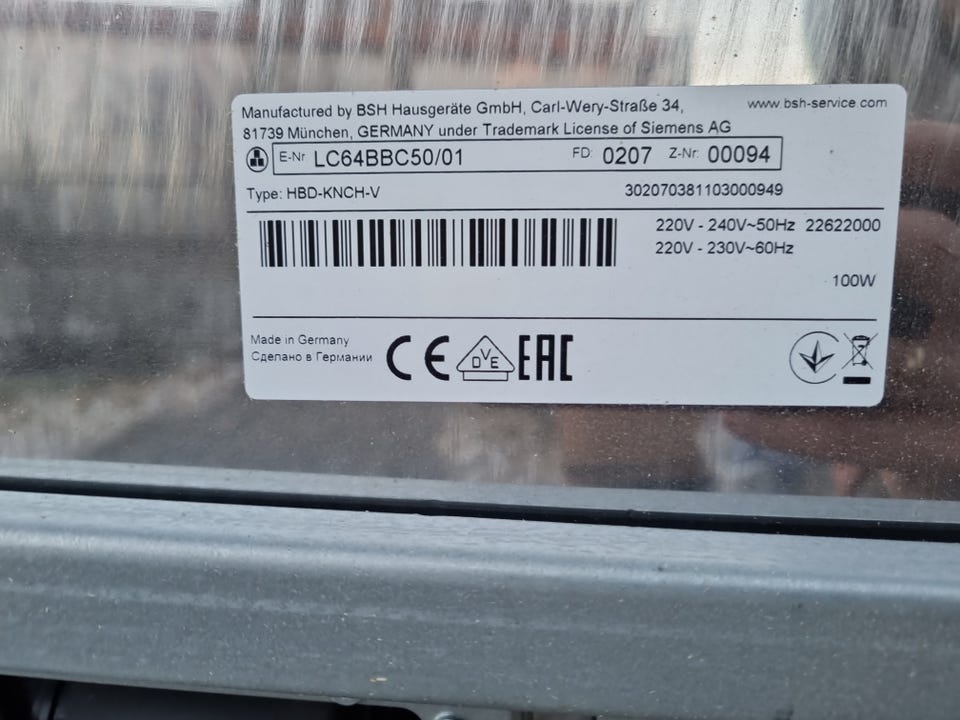 Manufactured by BSH Hausgeräte GmbH, Carl-Wery-Straße 34, www.bsh-service.com
81739 München, GERMANY under Trademark License of Siemens AG
E-Nr LC64BBC50/01 FD: 0207 Z-Nr: 00094
Type: HBD-KNCH-V 302070381103000949
220V - 240V~50Hz 22622000
220V - 230V~60Hz
100W
Made in Germany
Сделано в Германии
CE DVE EAC